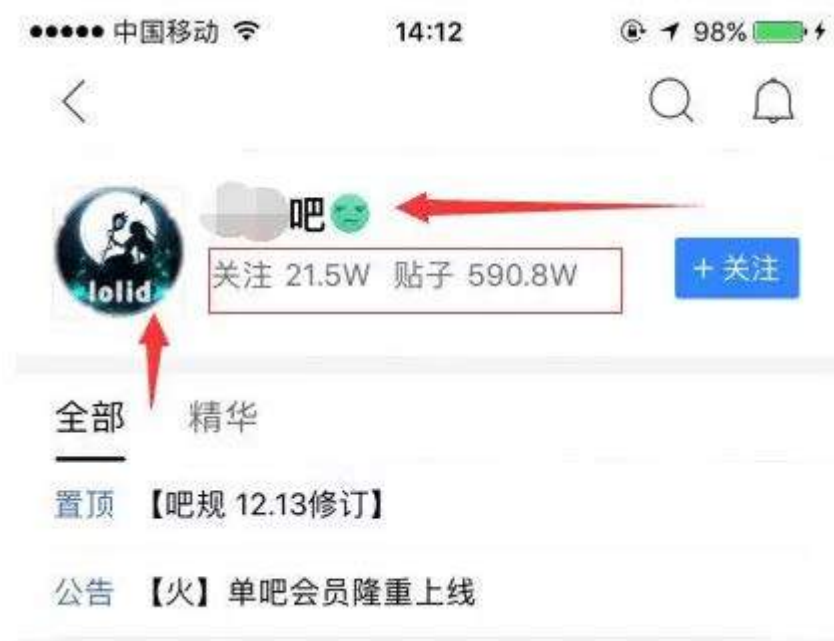 中国移动 14:12 98%
吧
关注 21.5W 贴子 590.8W
+ 关注
lolid
全部 精华
置顶 【吧规 12.13修订】
公告 【火】单吧会员隆重上线